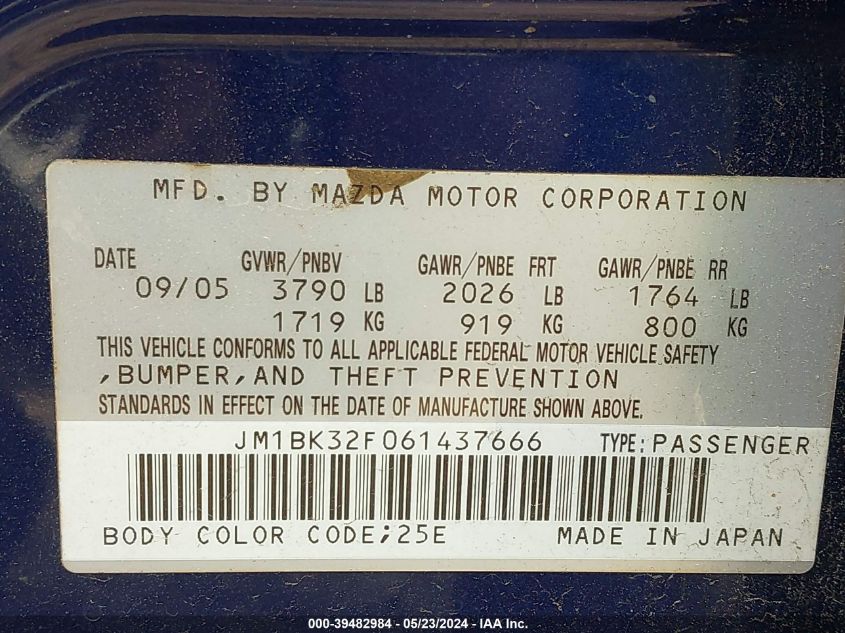 MFD. BY MAZDA MOTOR CORPORATION
DATE GVWR/PNBV GAWR/PNBE FRT GAWR/PNBE RR
09/05 3790 LB 2026 LB 1764 LB
1719 KG 919 KG 800 KG
THIS VEHICLE CONFORMS TO ALL APPLICABLE FEDERAL MOTOR VEHICLE SAFETY
,BUMPER,AND THEFT PREVENTION
STANDARDS IN EFFECT ON THE DATE OF MANUFACTURE SHOWN ABOVE.
JM1BK32F061437666 TYPE:PASSENGER
BODY COLOR CODE;25E MADE IN JAPAN
000-39482984 - 05/23/2024 - IAA Inc.